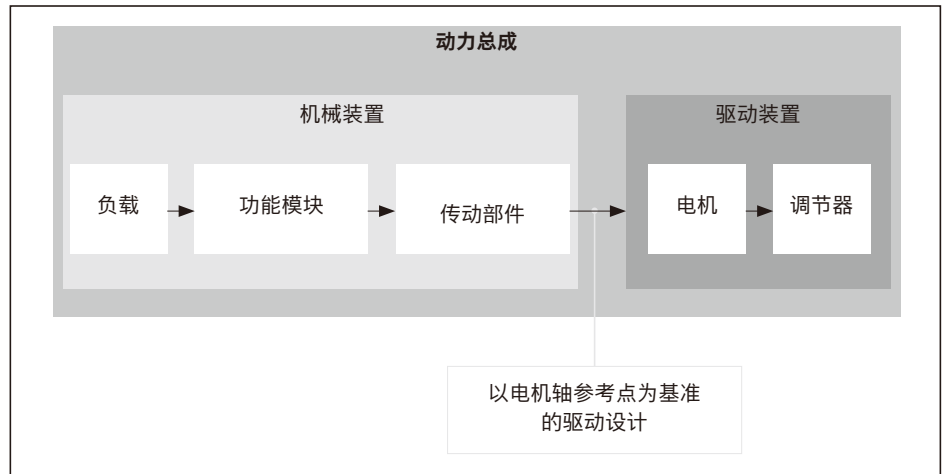 动力总成
机械装置
驱动装置
负载
功能模块
传动部件
电机
调节器
以电机轴参考点为基准
的驱动设计